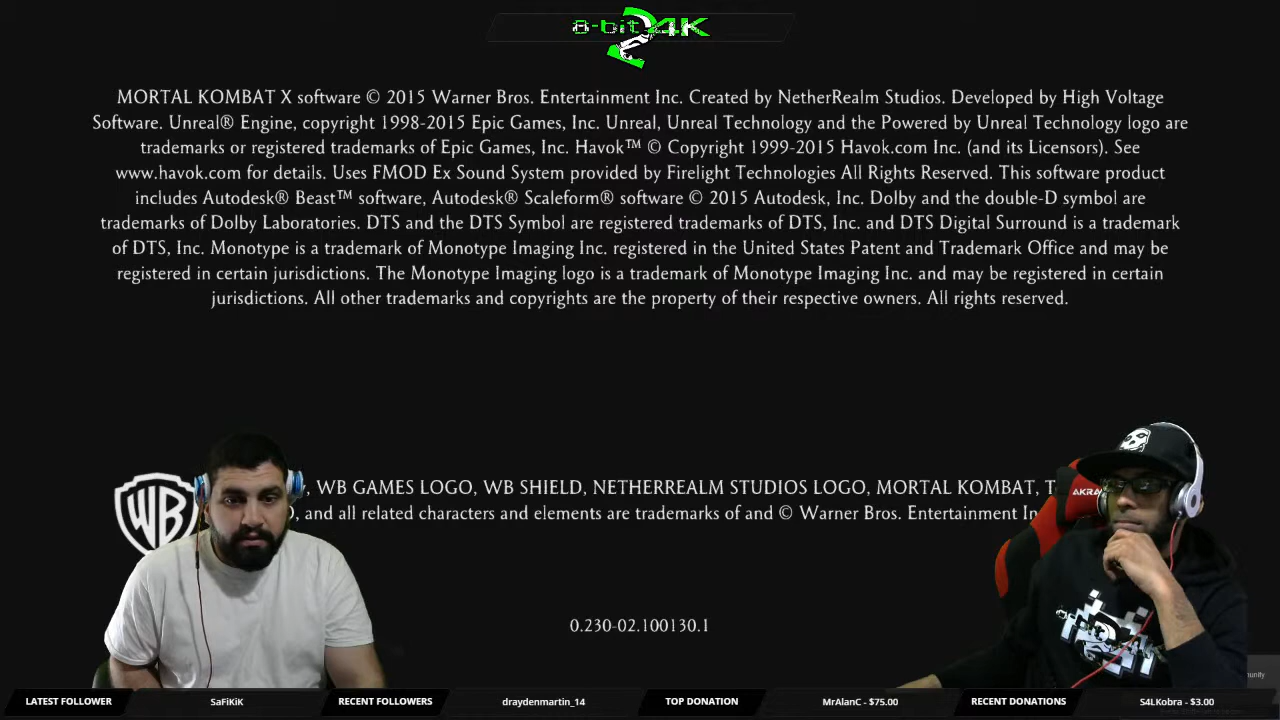 8-bit 24K
MORTAL KOMBAT X software © 2015 Warner Bros. Entertainment Inc. Created by NetherRealm Studios. Developed by High Voltage
Software. Unreal® Engine, copyright 1998-2015 Epic Games, Inc. Unreal, Unreal Technology and the Powered by Unreal Technology logo are
trademarks or registered trademarks of Epic Games, Inc. Havok™ © Copyright 1999-2015 Havok.com Inc. (and its Licensors). See
www.havok.com for details. Uses FMOD Ex Sound System provided by Firelight Technologies All Rights Reserved. This software product
includes Autodesk® Beast™ software, Autodesk® Scaleform® software © 2015 Autodesk, Inc. Dolby and the double-D symbol are
trademarks of Dolby Laboratories. DTS and the DTS Symbol are registered trademarks of DTS, Inc. and DTS Digital Surround is a trademark
of DTS, Inc. Monotype is a trademark of Monotype Imaging Inc. registered in the United States Patent and Trademark Office and may be
registered in certain jurisdictions. The Monotype Imaging logo is a trademark of Monotype Imaging Inc. and may be registered in certain
jurisdictions. All other trademarks and copyrights are the property of their respective owners. All rights reserved.
WB
, WB GAMES LOGO, WB SHIELD, NETHERREALM STUDIOS LOGO, MORTAL KOMBAT, T
, and all related characters and elements are trademarks of and © Warner Bros. Entertainment In
AKRA
0.230-02.100130.1
LATEST FOLLOWER SaFiKiK RECENT FOLLOWERS draydenmartin_14 TOP DONATION MrAlanC - $75.00 RECENT DONATIONS S4LKobra - $3.00